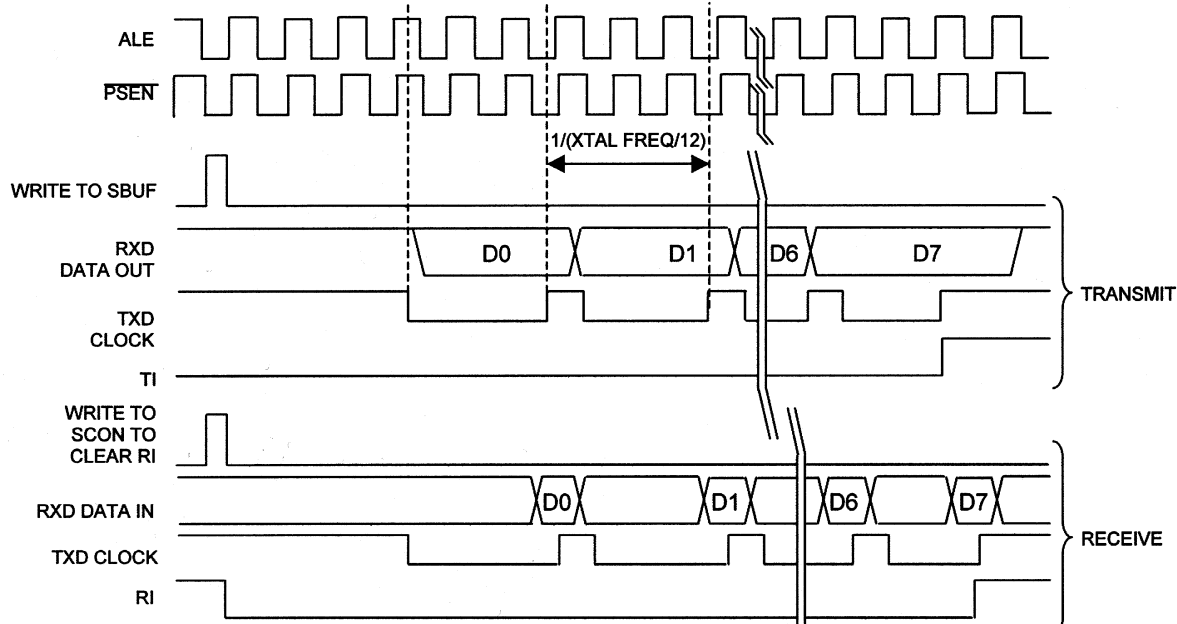 ALE
PSEN
1/(XTAL FREQ/12)
WRITE TO SBUF
RXD
DATA OUT
D0
D1
D6
D7
TXD
CLOCK
TI
TRANSMIT
WRITE TO
SCON TO
CLEAR RI
RXD DATA IN
D0
D1
D6
D7
TXD CLOCK
RI
RECEIVE